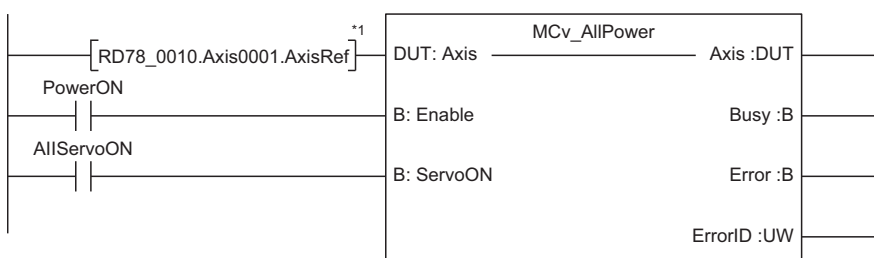 *1
MCv_AllPower
[RD78_0010.Axis0001.AxisRef]
DUT: Axis
Axis :DUT
PowerON
B: Enable
Busy :B
AllServoON
B: ServoON
Error :B
ErrorID :UW